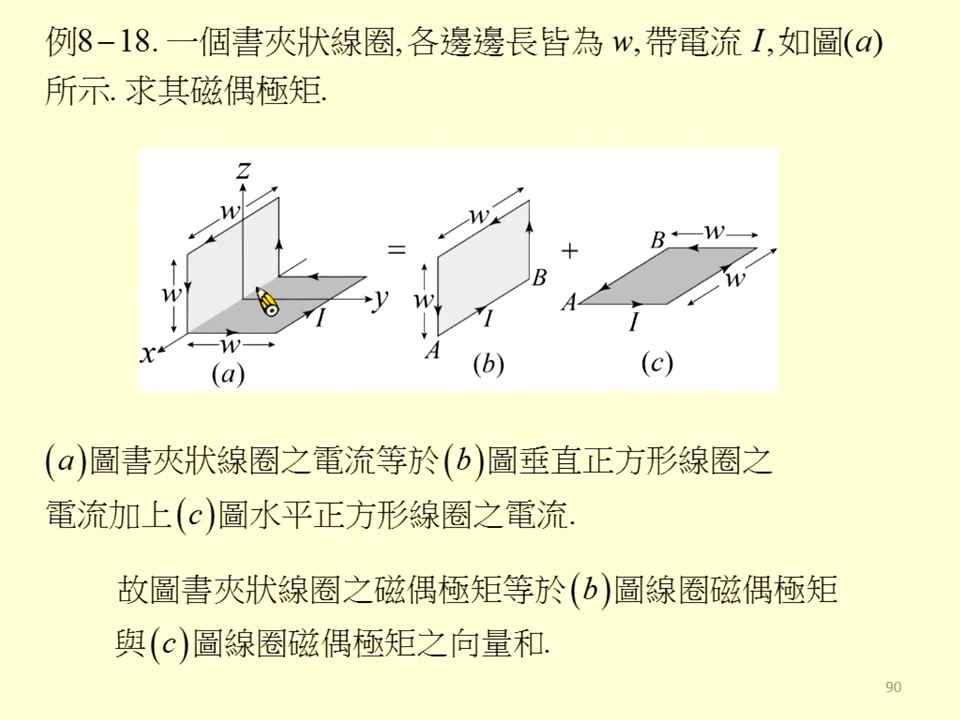 例8－18. 一個書夾狀線圈, 各邊邊長皆為 w, 帶電流 I, 如圖(a)
所示. 求其磁偶極矩.
z
w
w
I
y
x
w
(a)
=
w
w
I
A
B
(b)
+
B
w
w
A
I
(c)
(a)圖書夾狀線圈之電流等於(b)圖垂直正方形線圈之
電流加上(c)圖水平正方形線圈之電流.
故圖書夾狀線圈之磁偶極矩等於(b)圖線圈磁偶極矩
與(c)圖線圈磁偶極矩之向量和.
90